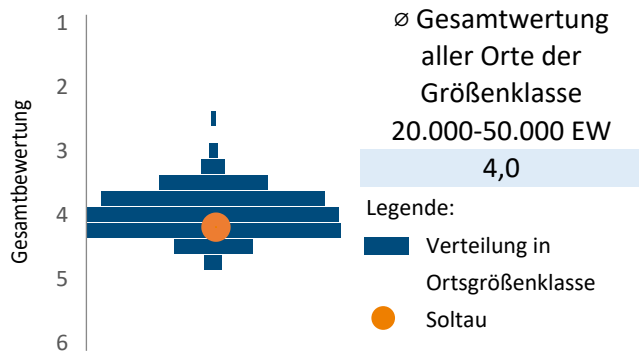 1
2
3
4
5
6
Gesamtbewertung
⌀ Gesamtwertung
aller Orte der
Größenklasse
20.000-50.000 EW
4,0
Legende:
Verteilung in
Ortsgrößenklasse
Soltau